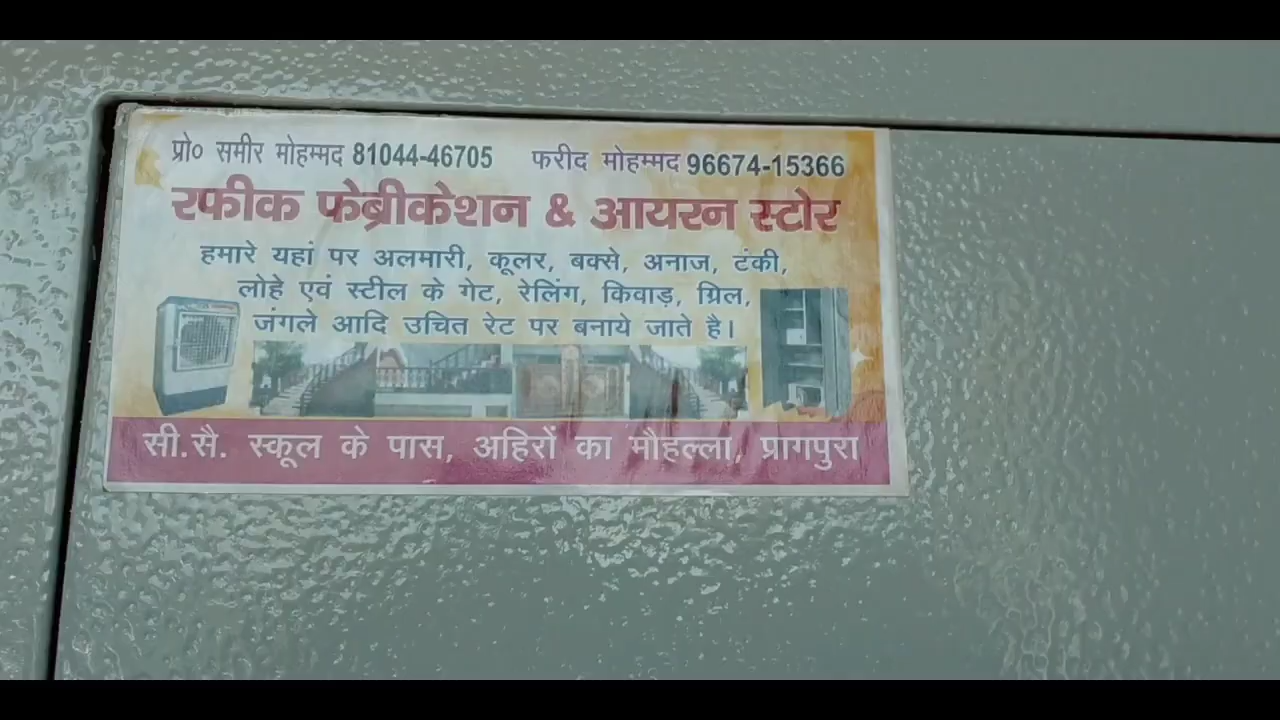 प्रो० समीर मोहम्मद 81044-46705 फरीद मोहम्मद 96674-15366
रफीक फेब्रीकेशन & आयरन स्टोर
हमारे यहां पर अलमारी, कूलर, बक्से, अनाज, टंकी,
लोहे एवं स्टील के गेट, रेलिंग, किवाड़, ग्रिल,
जंगले आदि उचित रेट पर बनाये जाते है।
सी.सै. स्कूल के पास, अहिरों का मौहल्ला, प्रागपुरा